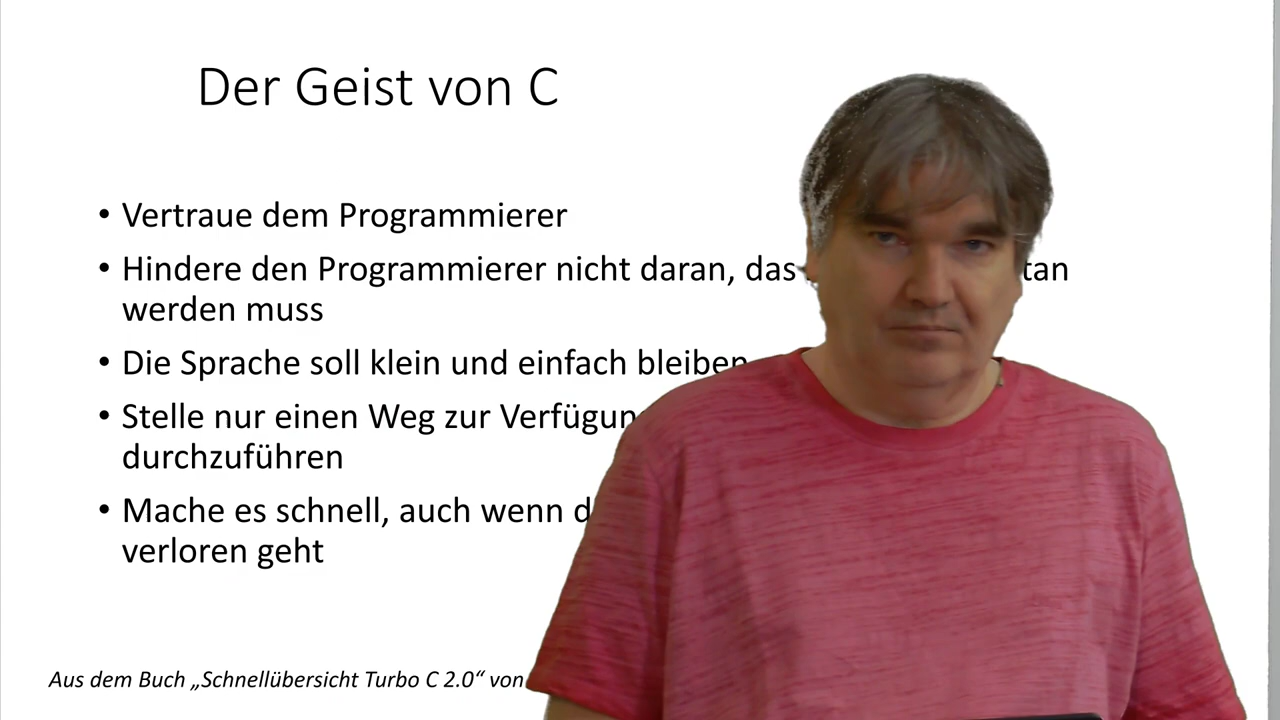 Der Geist von C
• Vertraue dem Programmierer
• Hindere den Programmierer nicht daran, das tan
werden muss
• Die Sprache soll klein und einfach bleiben
• Stelle nur einen Weg zur
durchzuführen
• Mache es schnell, auch wenn
verloren geht
Aus dem Buch „Schnellübersicht Turbo C 2.0“ von